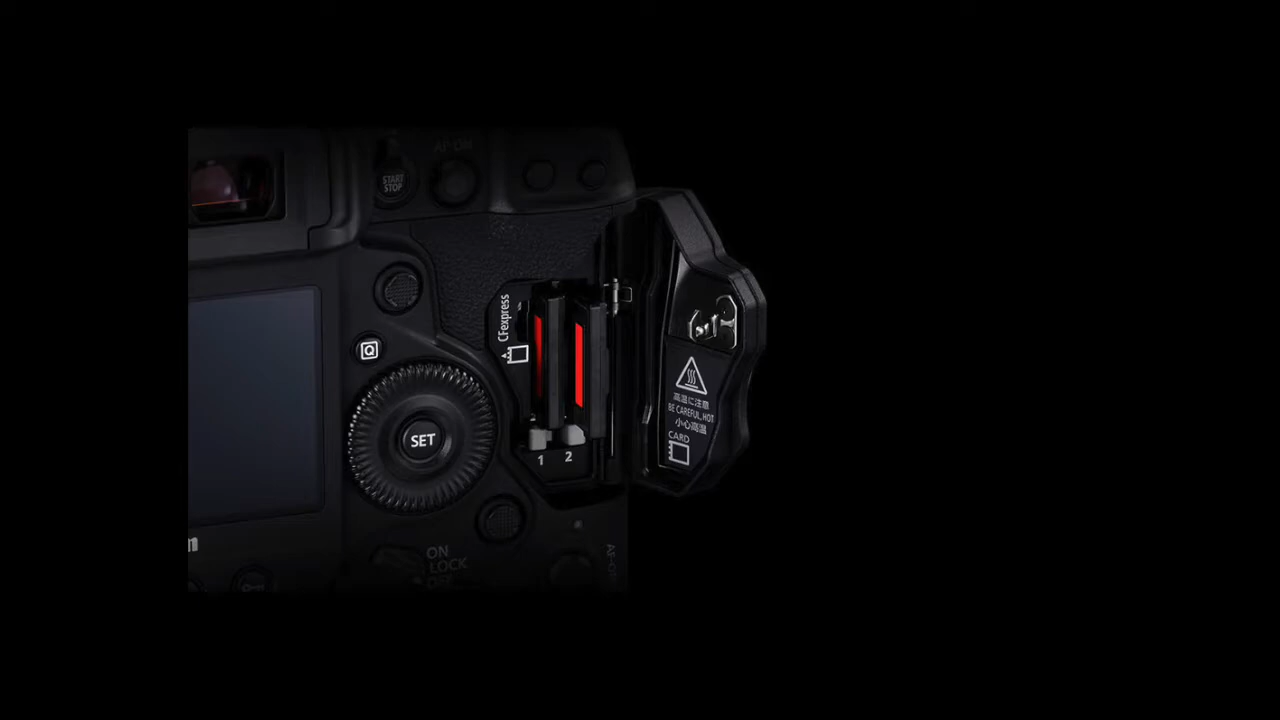 AF-ON
START
STOP
CFexpress
Q
SET
1
2
高温に注意
BE CAREFUL, HOT
小心高温
CARD
ON
LOCK
OFF